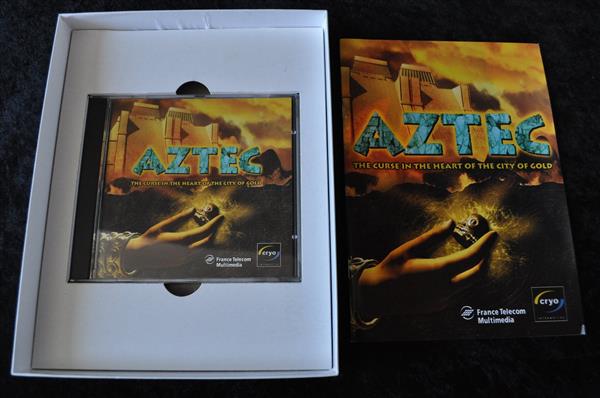 AZTEC
THE CURSE IN THE HEART OF THE CITY OF GOLD
France Telecom
Multimedia
cryo
AZTEC
THE CURSE IN THE HEART OF THE CITY OF GOLD
France Telecom
Multimedia
cryo
INTERACTIVE